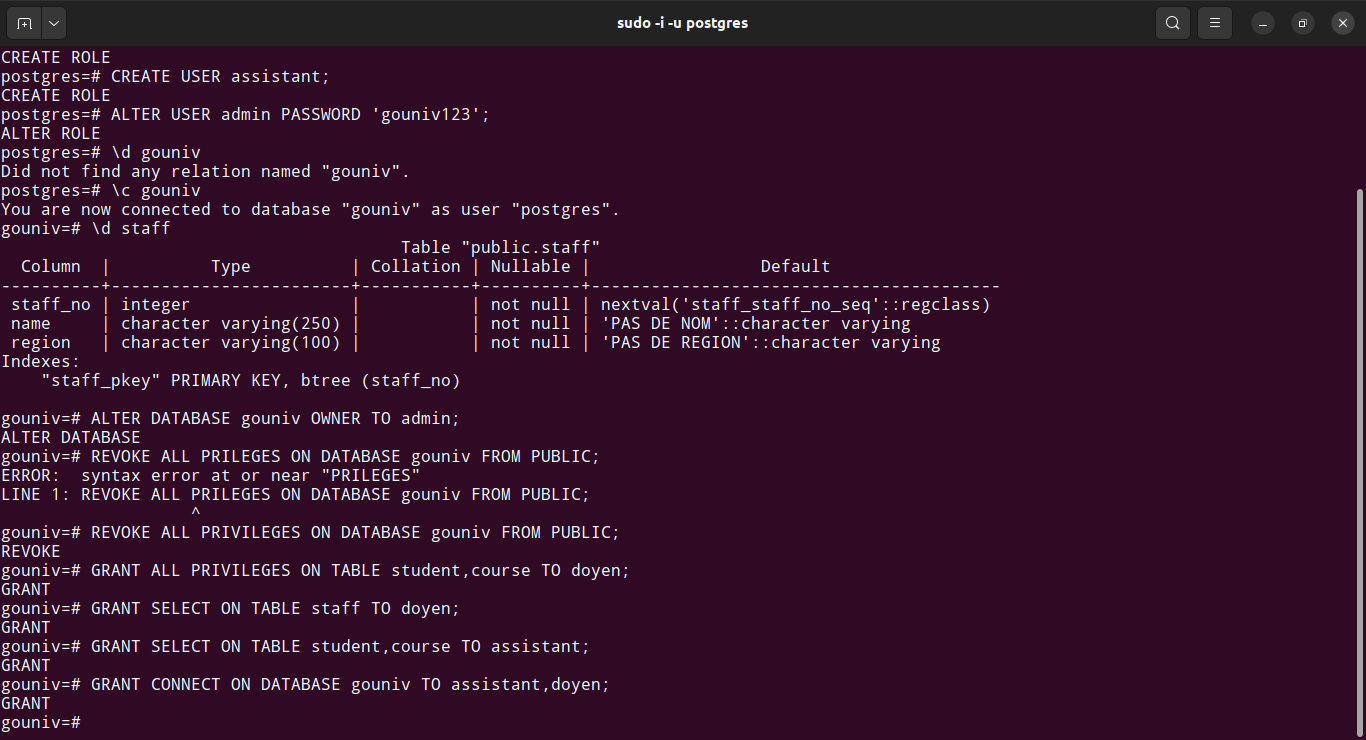 sudo -i -u postgres
CREATE ROLE
postgres=# CREATE USER assistant;
CREATE ROLE
postgres=# ALTER USER admin PASSWORD 'gouniv123';
ALTER ROLE
postgres=# \d gouniv
Did not find any relation named "gouniv".
postgres=# \c gouniv
You are now connected to database "gouniv" as user "postgres".
gouniv=# \d staff
                                        Table "public.staff"
  Column  |          Type          | Collation | Nullable |                 Default
----------+------------------------+-----------+----------+-----------------------------------------
 staff_no | integer                |           | not null | nextval('staff_staff_no_seq'::regclass)
 name     | character varying(250) |           | not null | 'PAS DE NOM'::character varying
 region   | character varying(100) |           | not null | 'PAS DE REGION'::character varying
Indexes:
    "staff_pkey" PRIMARY KEY, btree (staff_no)
gouniv=# ALTER DATABASE gouniv OWNER TO admin;
ALTER DATABASE
gouniv=# REVOKE ALL PRILEGES ON DATABASE gouniv FROM PUBLIC;
ERROR:  syntax error at or near "PRILEGES"
LINE 1: REVOKE ALL PRILEGES ON DATABASE gouniv FROM PUBLIC;
                   ^
gouniv=# REVOKE ALL PRIVILEGES ON DATABASE gouniv FROM PUBLIC;
REVOKE
gouniv=# GRANT ALL PRIVILEGES ON TABLE student,course TO doyen;
GRANT
gouniv=# GRANT SELECT ON TABLE staff TO doyen;
GRANT
gouniv=# GRANT SELECT ON TABLE student,course TO assistant;
GRANT
gouniv=# GRANT CONNECT ON DATABASE gouniv TO assistant,doyen;
GRANT
gouniv=#